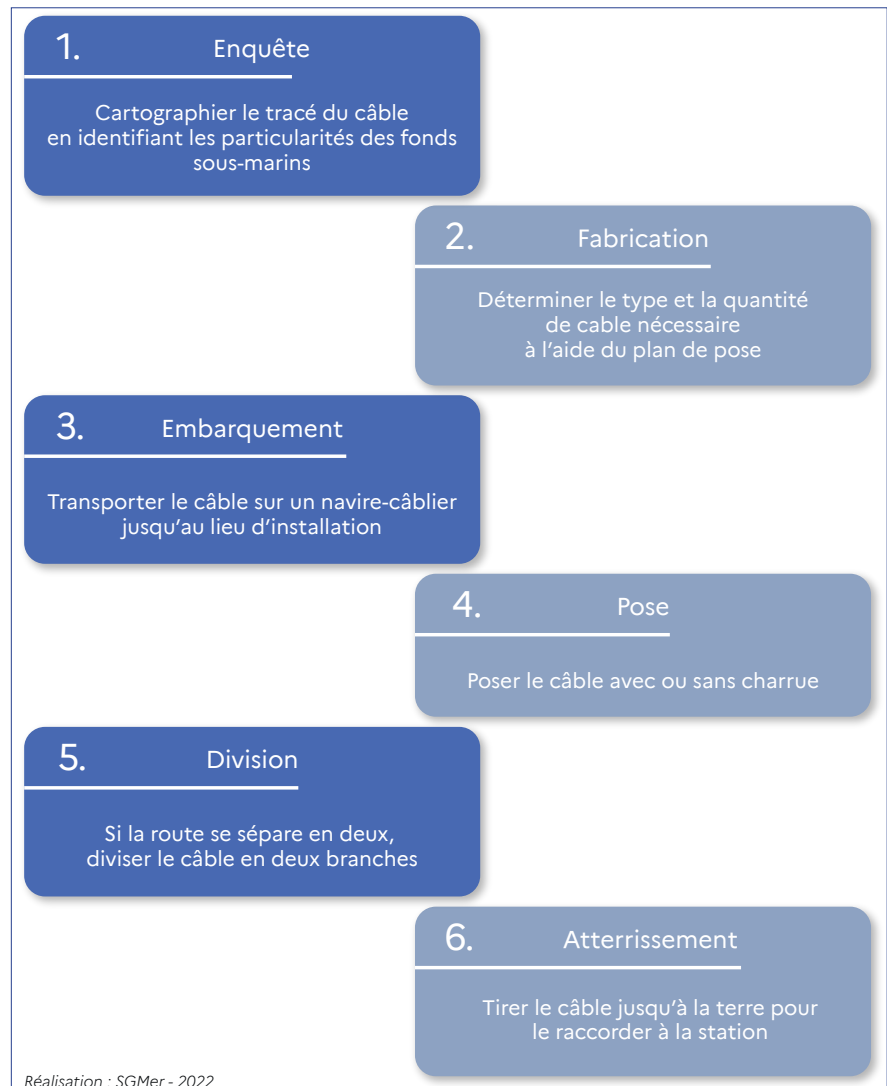 1. Enquête
Cartographier le tracé du câble
en identifiant les particularités des fonds
sous-marins
2. Fabrication
Déterminer le type et la quantité
de cable nécessaire
à l'aide du plan de pose
3. Embarquement
Transporter le câble sur un navire-câblier
jusqu'au lieu d'installation
4. Pose
Poser le câble avec ou sans charrue
5. Division
Si la route se sépare en deux,
diviser le câble en deux branches
6. Atterrissement
Tirer le câble jusqu'à la terre pour
le raccorder à la station
Réalisation : SGMer - 2022